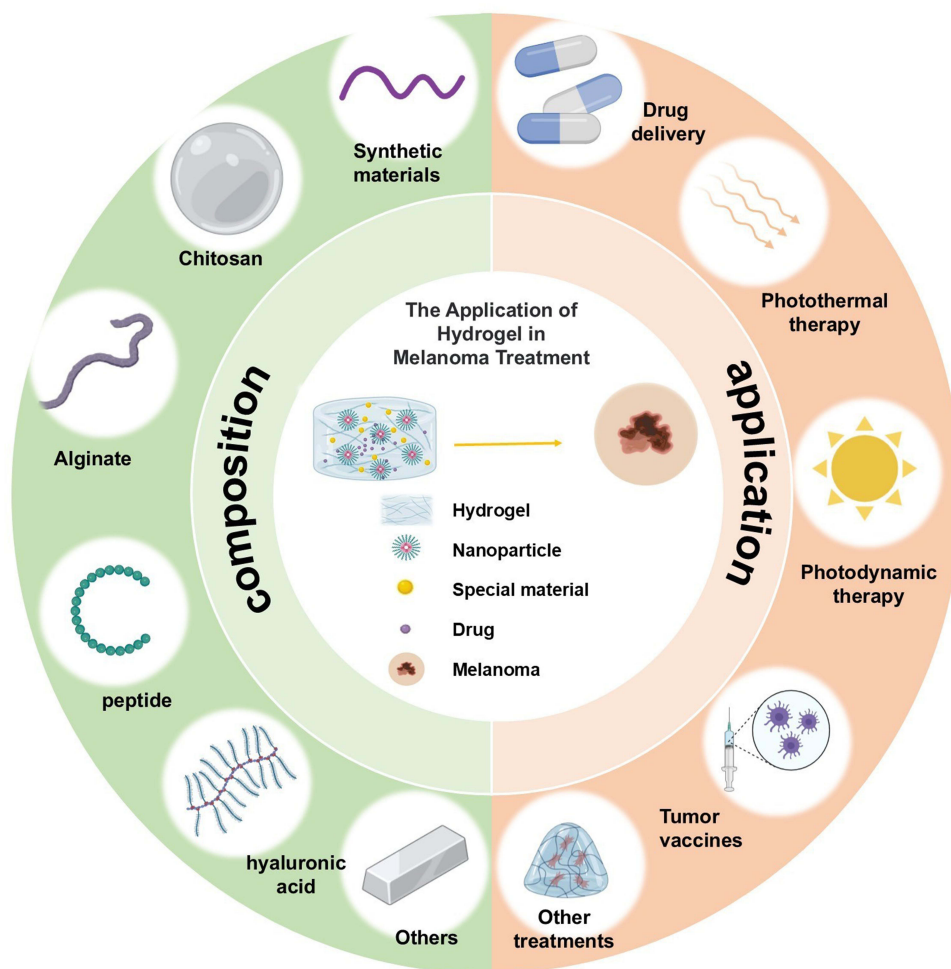 Synthetic
materials
Drug
delivery
Chitosan
Photothermal
therapy
Alginate
Photodynamic
therapy
peptide
Tumor
vaccines
hyaluronic
acid
Others
Other
treatments
composition
application
The Application of
Hydrogel in
Melanoma Treatment
Hydrogel
Nanoparticle
Special material
Drug
Melanoma